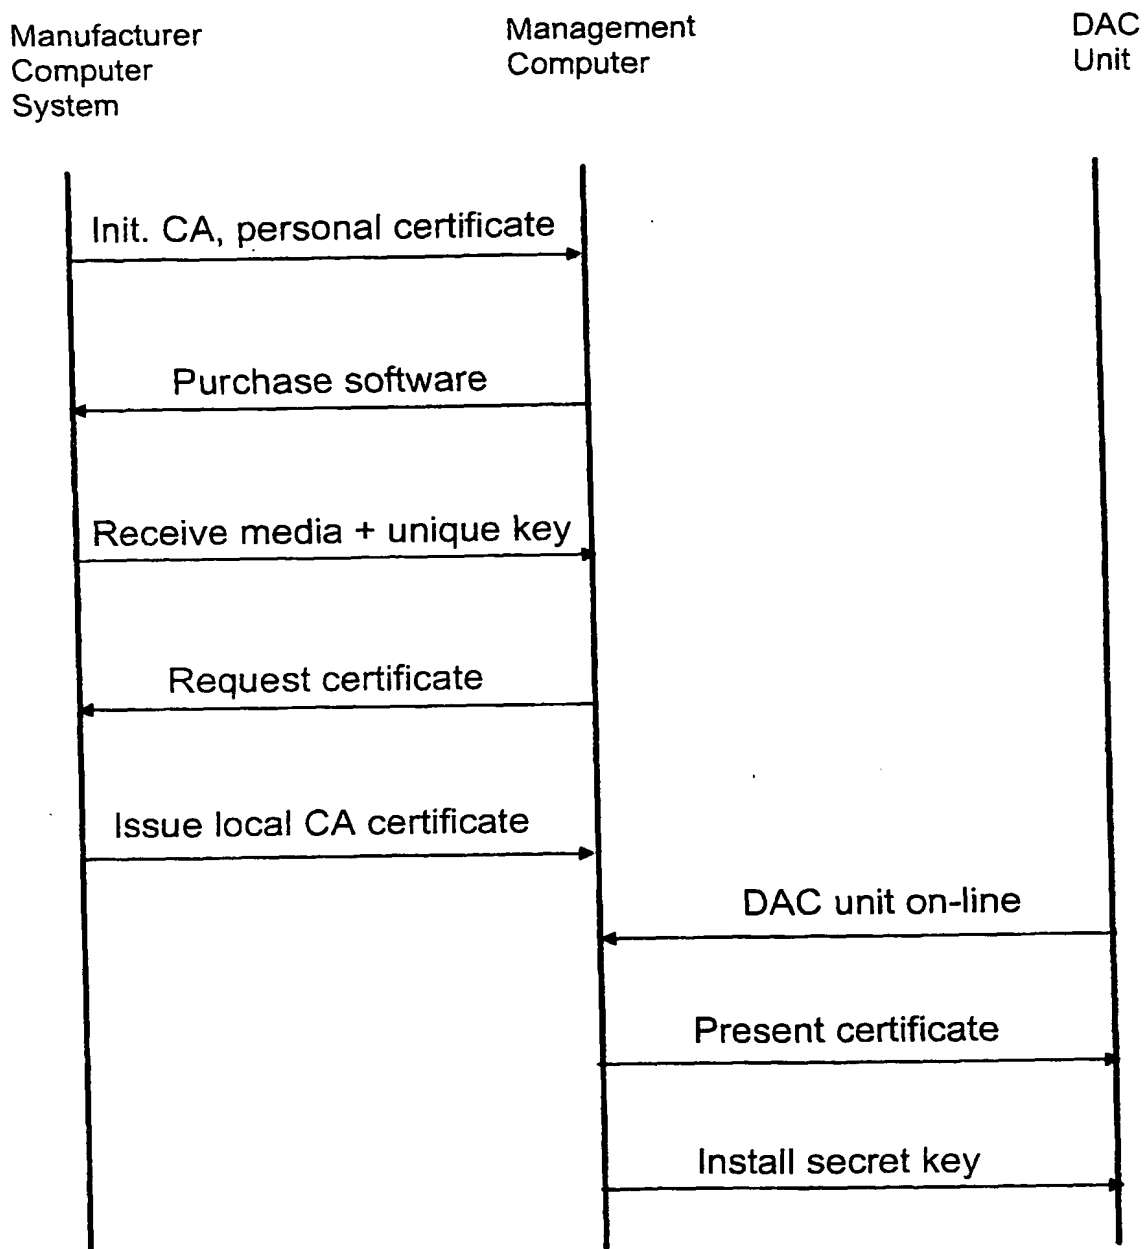 Manufacturer
Computer
System
Management
Computer
DAC
Unit
Init. CA, personal certificate
Purchase software
Receive media + unique key
Request certificate
Issue local CA certificate
DAC unit on-line
Present certificate
Install secret key